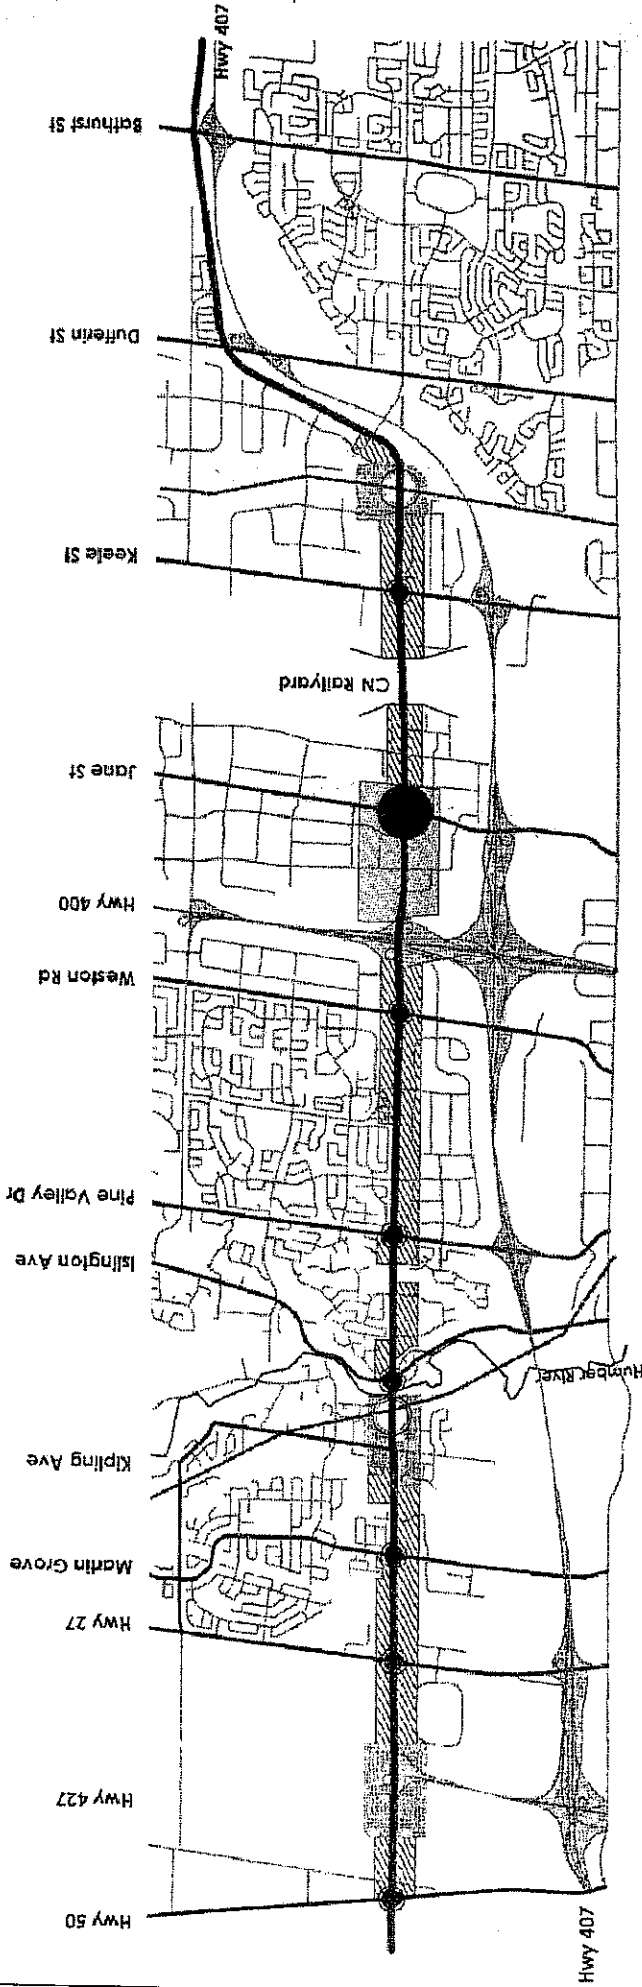 Hwy 407
Bathurst St
Dufferin St
Keele St
CN Railyard
Jane St
Hwy 400
Weston Rd
Pine Valley Dr
Islington Ave
Humber River
Kipling Ave
Martin Grove
Hwy 27
Hwy 427
Hwy 50
Hwy 407